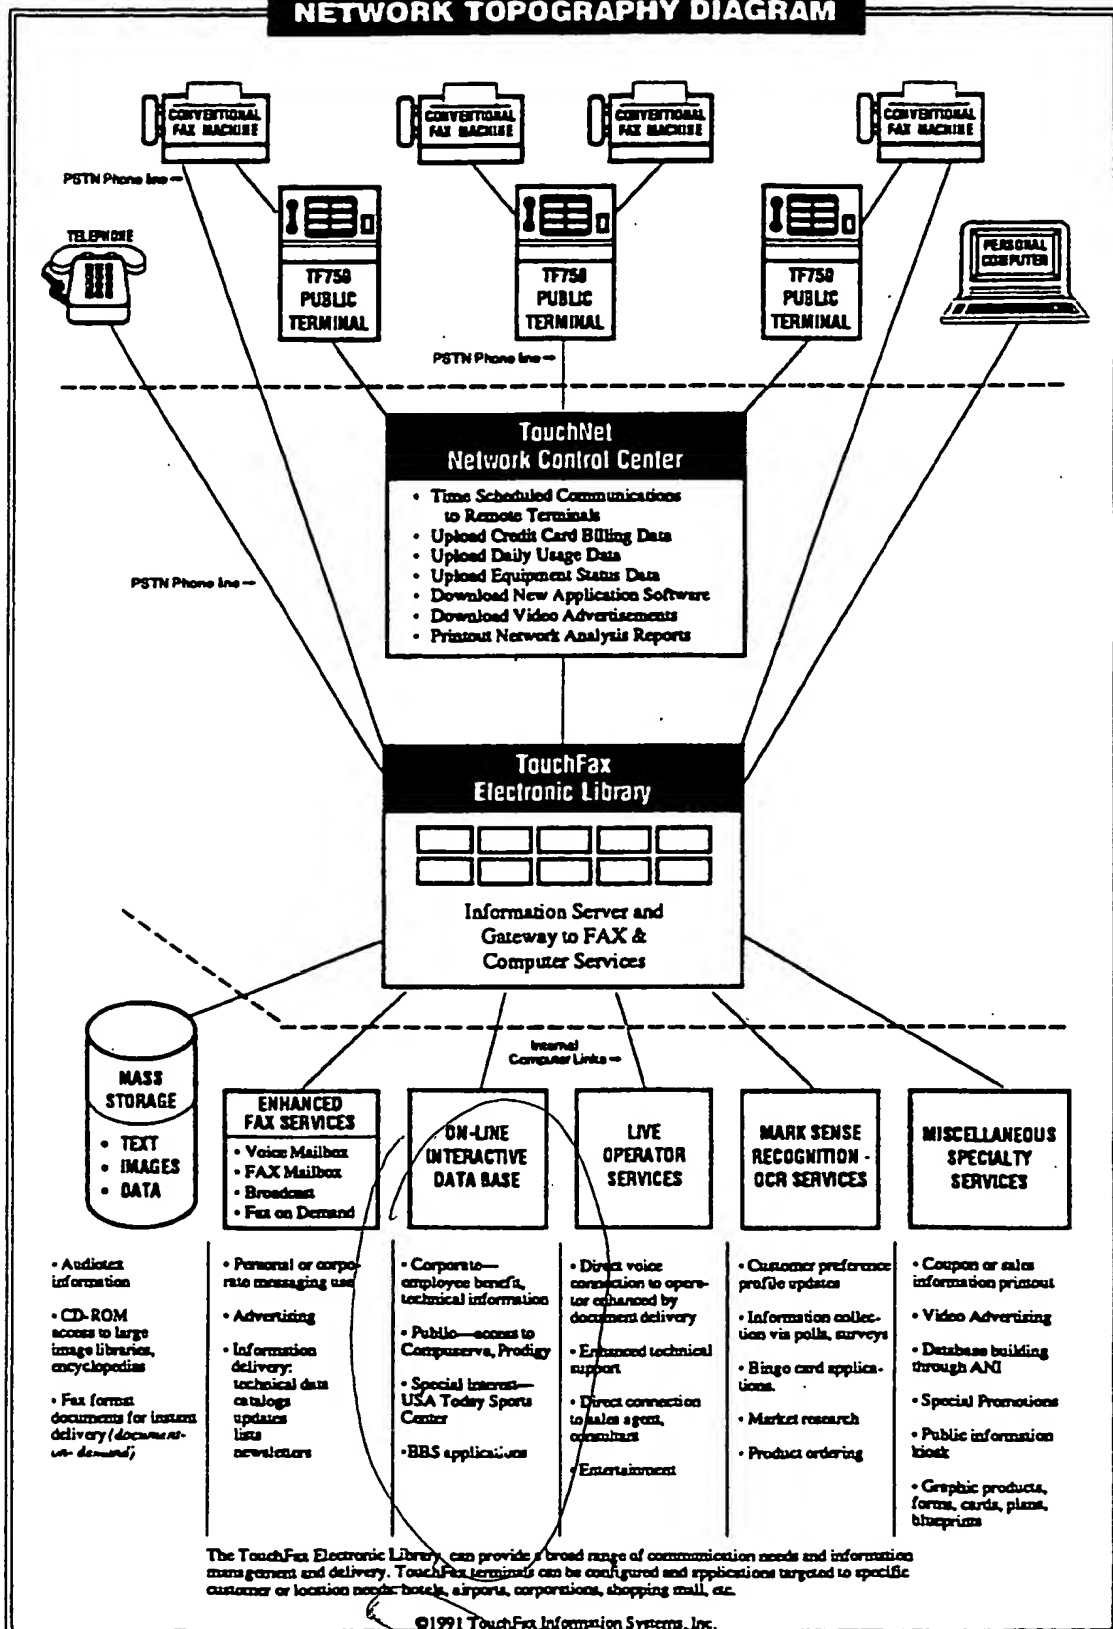 NETWORK TOPOGRAPHY DIAGRAM
CONVENTIONAL
FAX MACHINE
CONVENTIONAL
FAX MACHINE
CONVENTIONAL
FAX MACHINE
CONVENTIONAL
FAX MACHINE
PSTN Phone line
TELEPHONE
TF750
PUBLIC
TERMINAL
TF750
PUBLIC
TERMINAL
TF750
PUBLIC
TERMINAL
PERSONAL
COMPUTER
PSTN Phone line
TouchNet
Network Control Center
• Time Scheduled Communications
to Remote Terminals
• Upload Credit Card Billing Data
• Upload Daily Usage Data
• Upload Equipment Status Data
• Download New Application Software
• Download Video Advertisements
• Printout Network Analysis Reports
PSTN Phone line
TouchFax
Electronic Library
Information Server and
Gateway to FAX &
Computer Services
Internal
Computer Links
MASS
STORAGE
• TEXT
• IMAGES
• DATA
ENHANCED
FAX SERVICES
• Voice Mailbox
• FAX Mailbox
• Broadcast
• Fax on Demand
ON-LINE
INTERACTIVE
DATA BASE
LIVE
OPERATOR
SERVICES
MARK SENSE
RECOGNITION -
OCR SERVICES
MISCELLANEOUS
SPECIALTY
SERVICES
• Audiotex
information
• CD-ROM
access to large
image libraries,
encyclopedias
• Fax format
documents for instant
delivery (document-
on-demand)
• Personal or corpo-
rate messaging use
• Advertising
• Information
delivery:
technical data
catalogs
updates
lists
newsletters
• Corporate—
employee benefit,
technical information
• Public—access to
Compuserve, Prodigy
• Special Interest—
USA Today Sports
Center
• BBS applications
• Direct voice
connection to opera-
tor enhanced by
document delivery
• Enhanced technical
support
• Direct connection
to sales agent,
consultant
• Entertainment
• Customer preference
profile updates
• Information collec-
tion via polls, surveys
• Bingo card applica-
tions.
• Market research
• Product ordering
• Coupon or sales
information printout
• Video Advertising
• Database building
through ANI
• Special Promotions
• Public information
kiosk
• Graphic products,
forms, cards, plans,
blueprints
The TouchFax Electronic Library can provide a broad range of communication needs and information
management and delivery. TouchFax terminals can be configured and applications targeted to specific
customer or location needs: hotels, airports, corporations, shopping mall, etc.
©1991 TouchFax Information Systems, Inc.